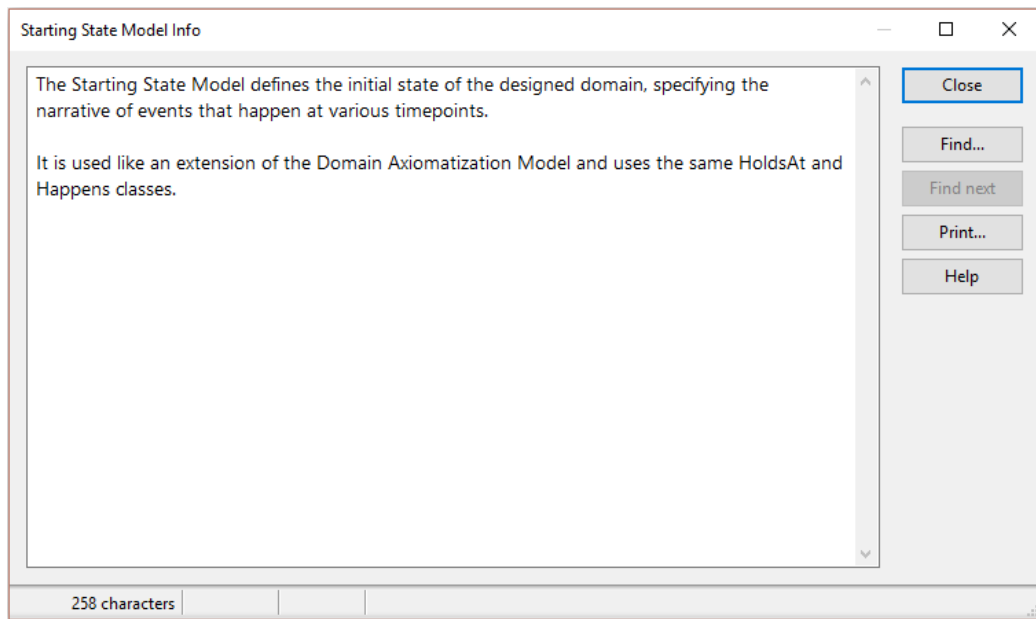 Starting State Model Info
The Starting State Model defines the initial state of the designed domain, specifying the
narrative of events that happen at various timepoints.
It is used like an extension of the Domain Axiomatization Model and uses the same HoldsAt and
Happens classes.
Close
Find...
Find next
Print...
Help
258 characters